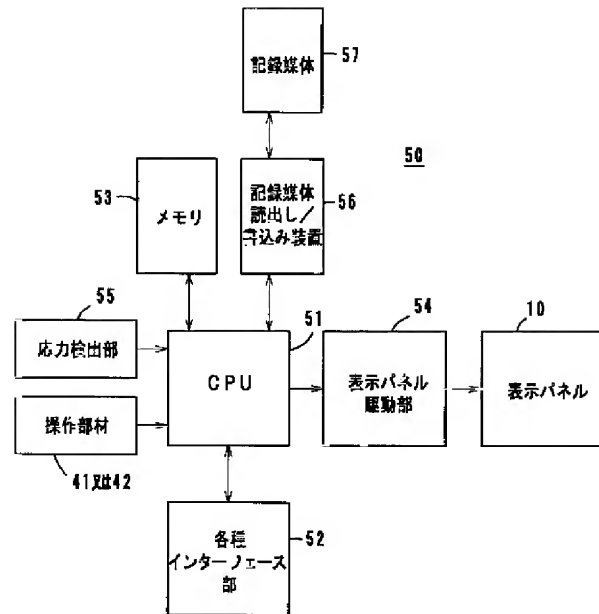 記録媒体
57
50
53
メモリ
記録媒体
読出し/
書込み装置
56
55
応力検出部
51
CPU
54
表示パネル
駆動部
10
表示パネル
操作部材
41又は42
各種
インターフェース
部
52